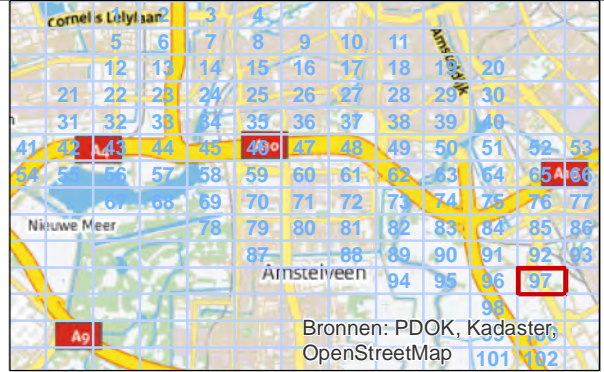 Cornelis Lelylaan 1 2 3 4
5 6 7 8 9 10 11
Amsteldijk
12 13 14 15 16 17 18 19 20
21 22 23 24 25 26 27 28 29 30
31 32 33 34 35 36 37 38 39 40
41 42 43 44 45 46 47 48 49 50 51 52 53
54 55 56 57 58 59 60 61 62 63 64 65 66
67 68 69 70 71 72 73 74 75 76 77
Nieuwe Meer 78 79 80 81 82 83 84 85 86
87 88 89 90 91 92 93
Amstelveen 94 95 96 97
98
A9 Bronnen: PDOK, Kadaster,
OpenStreetMap
101 102